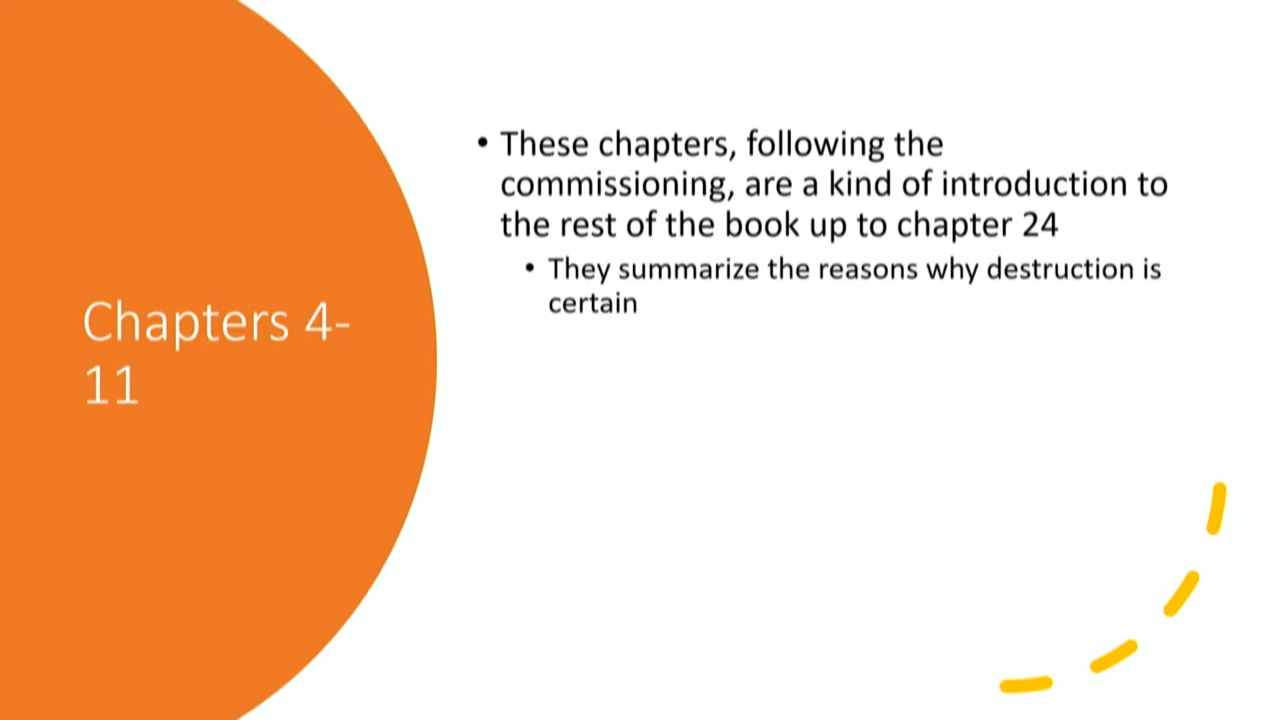 Chapters 4-
11
• These chapters, following the
commissioning, are a kind of introduction to
the rest of the book up to chapter 24
• They summarize the reasons why destruction is
certain